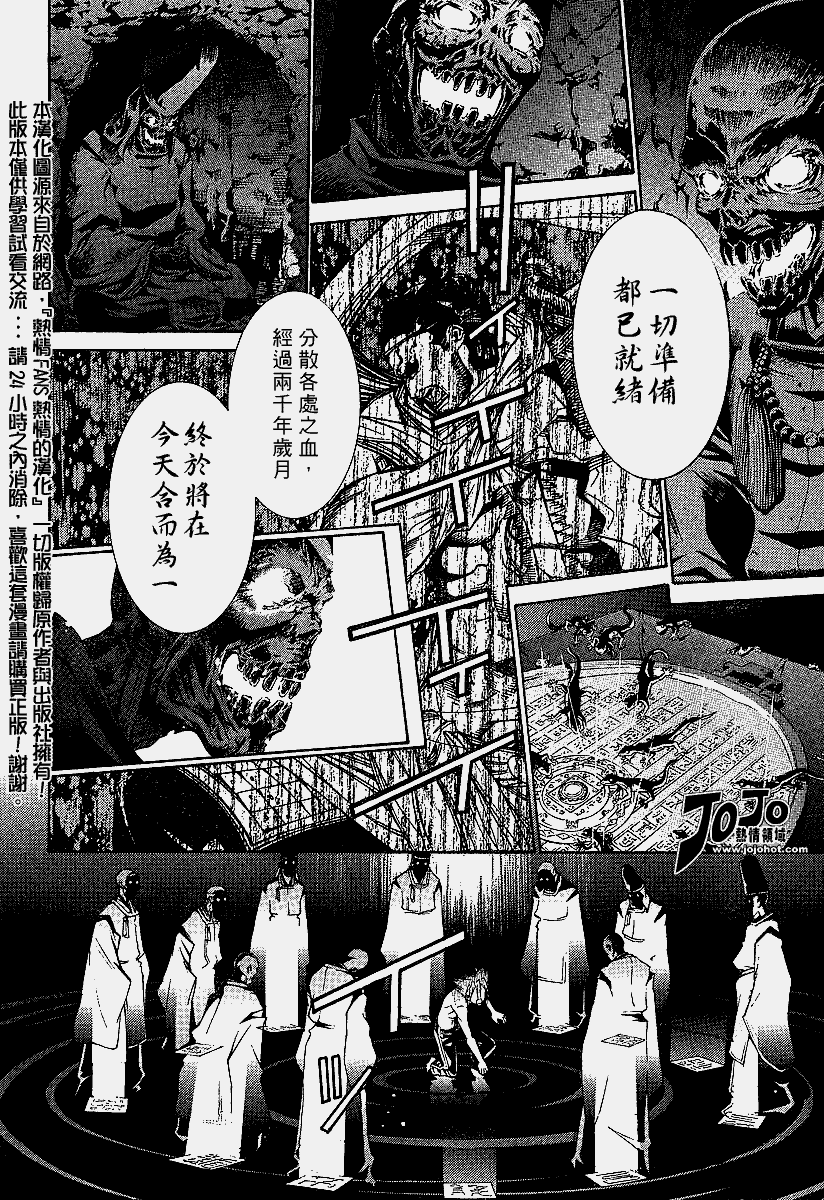 一切準備
都已就緒
分散各處之血，
經過兩千年歲月
終於將在
今天合而為一
本漢化圖源來自於網路，『熱情FANS熱情的漢化』一切版權歸原作者與出版社擁有！
此版本僅供學習試看交流… 請24小時之內消除，喜歡這套漫畫請購買正版！謝謝。
JOJO
熱情領域
www.jojohot.com